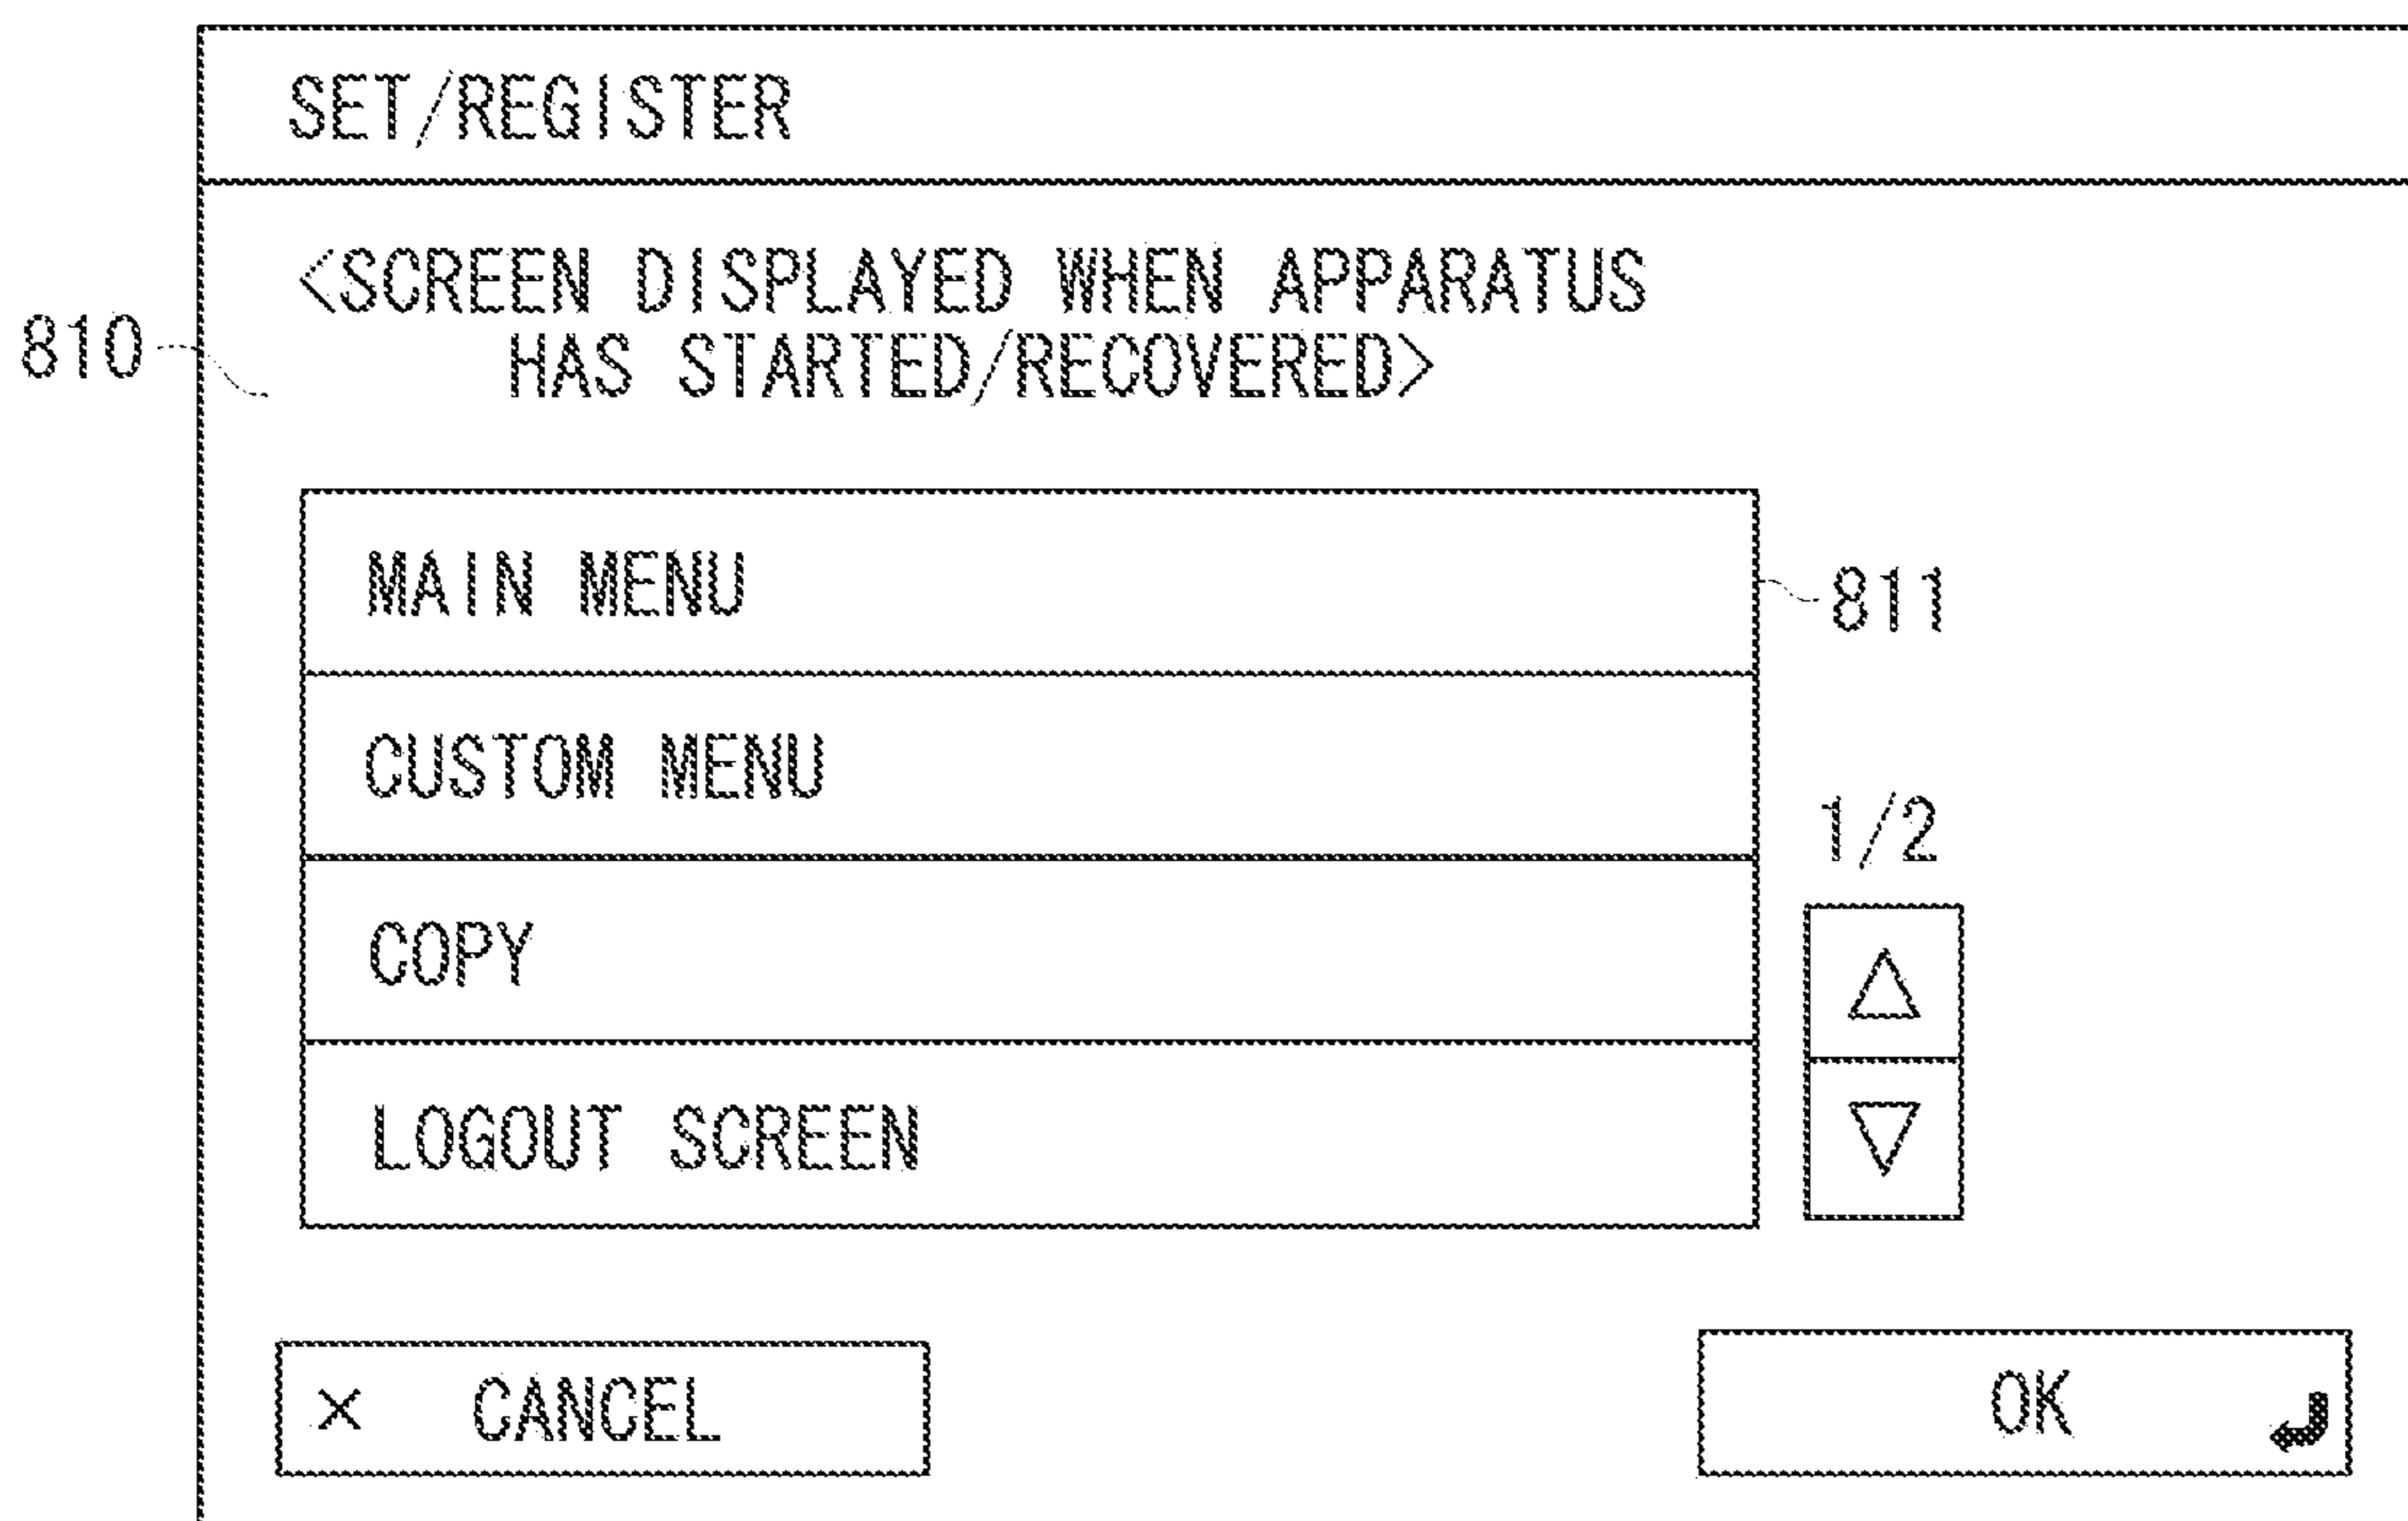 SET/REGISTER
<SCREEN DISPLAYED WHEN APPARATUS
HAS STARTED/RECOVERED>
810
MAIN MENU
811
CUSTOM MENU
1/2
COPY
LOGOUT SCREEN
× CANCEL
OK